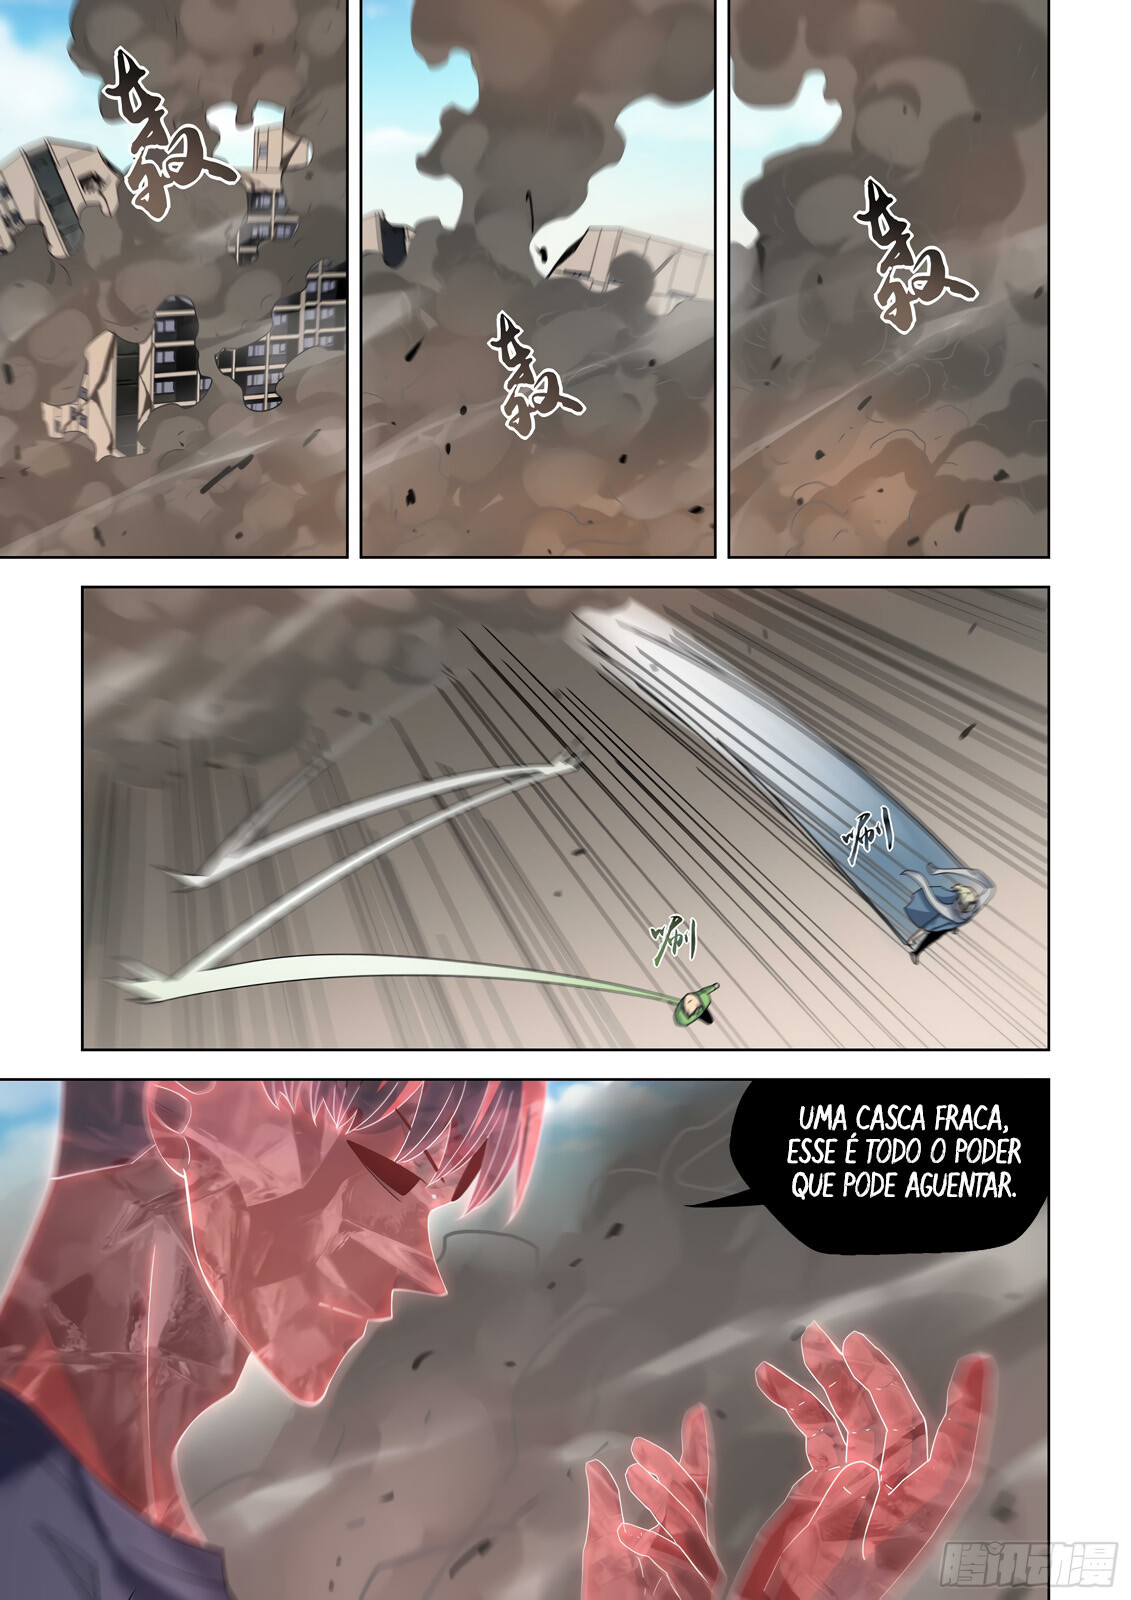 轰
轰
轰
唰
唰
UMA CASCA FRACA,
ESSE É TODO O PODER
QUE PODE AGUENTAR.
腾讯动漫